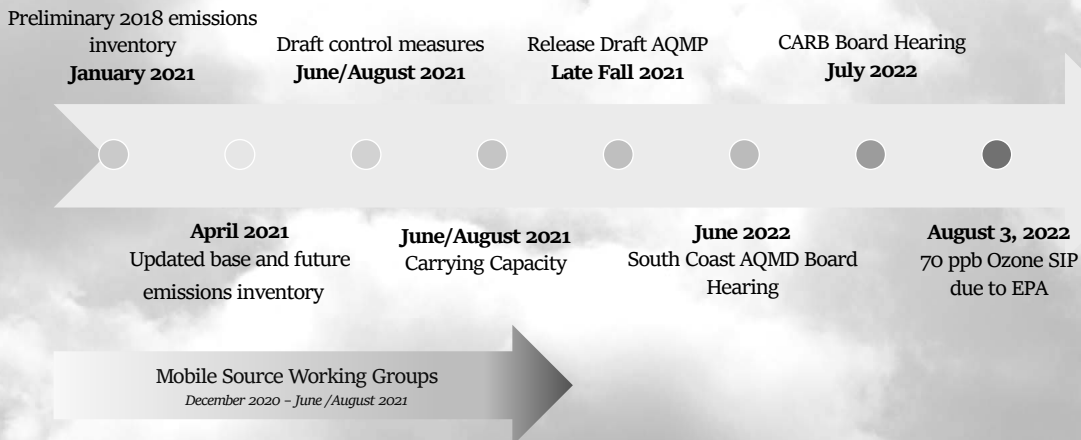 Preliminary 2018 emissions
inventory
January 2021
Draft control measures
June/August 2021
Release Draft AQMP
Late Fall 2021
CARB Board Hearing
July 2022
April 2021
Updated base and future
emissions inventory
June/August 2021
Carrying Capacity
June 2022
South Coast AQMD Board
Hearing
August 3, 2022
70 ppb Ozone SIP
due to EPA
Mobile Source Working Groups
December 2020 – June /August 2021